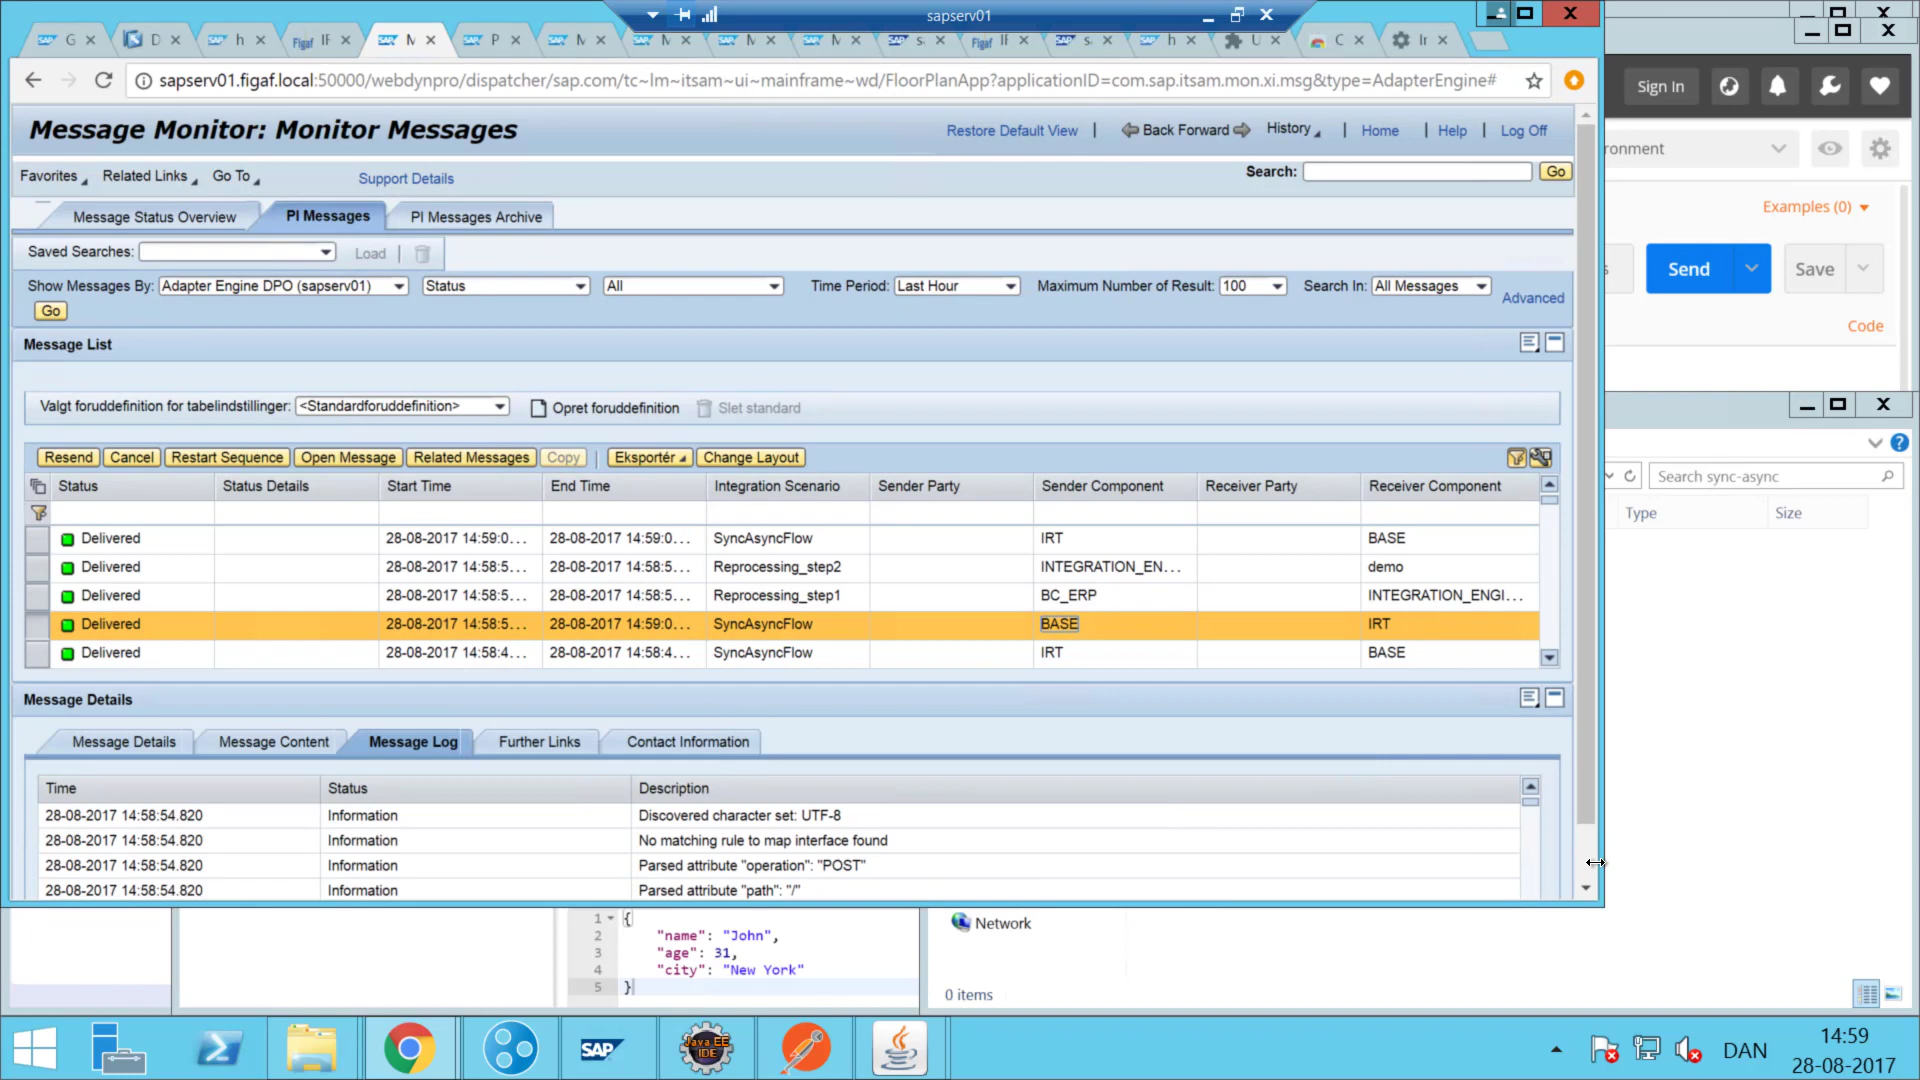 sapserv01
G
D
h
Figaf IF
M
P
M
M
M
M
s.
Figaf IF
s.
h
U
C
Ir
sapserv01.figaf.local:50000/webdynpro/dispatcher/sap.com/tc~lm~itsam~ui~mainframe~wd/FloorPlanApp?applicationID=com.sap.itsam.mon.xi.msg&type=AdapterEngine#
Sign In
Message Monitor: Monitor Messages
Restore Default View | Back Forward History | Home | Help | Log Off
ronment
Favorites Related Links Go To Support Details
Search: Go
Examples (0)
Message Status Overview PI Messages PI Messages Archive
Saved Searches: Load
Send Save
Show Messages By: Adapter Engine DPO (sapserv01) Status All Time Period: Last Hour Maximum Number of Result: 100 Search In: All Messages Advanced
Go
Code
Message List
Valgt foruddefinition for tabelindstillinger: <Standardforuddefinition> Opret foruddefinition Slet standard
Resend Cancel Restart Sequence Open Message Related Messages Copy Eksportér Change Layout
Search sync-async
Type Size
Status Status Details Start Time End Time Integration Scenario Sender Party Sender Component Receiver Party Receiver Component
Delivered 28-08-2017 14:59:0... 28-08-2017 14:59:0... SyncAsyncFlow IRT BASE
Delivered 28-08-2017 14:58:5... 28-08-2017 14:58:5... Reprocessing_step2 INTEGRATION_EN... demo
Delivered 28-08-2017 14:58:5... 28-08-2017 14:58:5... Reprocessing_step1 BC_ERP INTEGRATION_ENGI...
Delivered 28-08-2017 14:58:5... 28-08-2017 14:59:0... SyncAsyncFlow BASE IRT
Delivered 28-08-2017 14:58:4... 28-08-2017 14:58:4... SyncAsyncFlow IRT BASE
Message Details
Message Details Message Content Message Log Further Links Contact Information
Time Status Description
28-08-2017 14:58:54.820 Information Discovered character set: UTF-8
28-08-2017 14:58:54.820 Information No matching rule to map interface found
28-08-2017 14:58:54.820 Information Parsed attribute "operation": "POST"
28-08-2017 14:58:54.820 Information Parsed attribute "path": "/"
1 {
2 "name": "John",
3 "age": 31,
4 "city": "New York"
5 }
Network
0 items
SAP
Java EE
IDE
DAN
14:59
28-08-2017